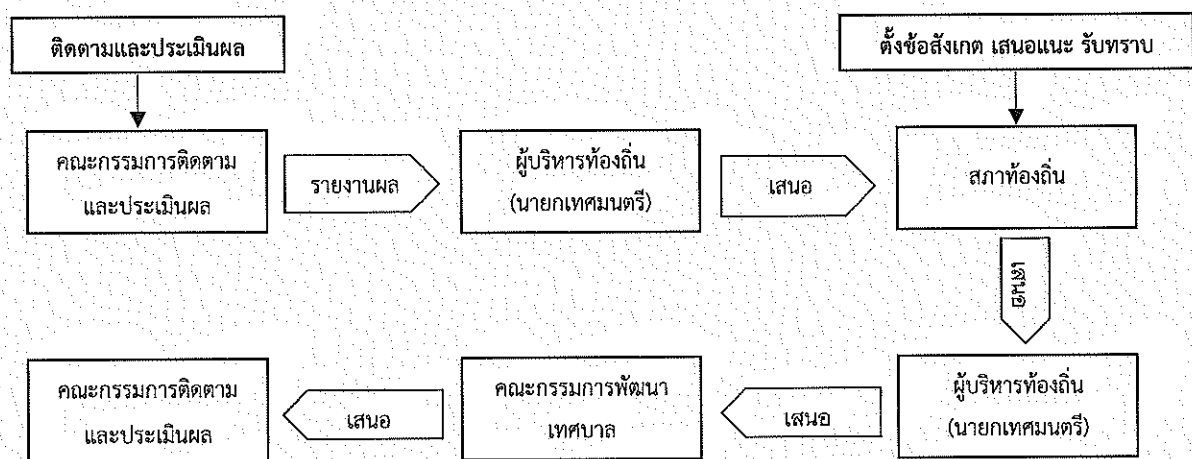 ติดตามและประเมินผล
ตั้งข้อสังเกต เสนอแนะ รับทราบ
คณะกรรมการติดตาม
และประเมินผล
รายงานผล
ผู้บริหารท้องถิ่น
(นายกเทศมนตรี)
เสนอ
สภาท้องถิ่น
เสนอ
ผู้บริหารท้องถิ่น
(นายกเทศมนตรี)
เสนอ
คณะกรรมการพัฒนา
เทศบาล
เสนอ
คณะกรรมการติดตาม
และประเมินผล